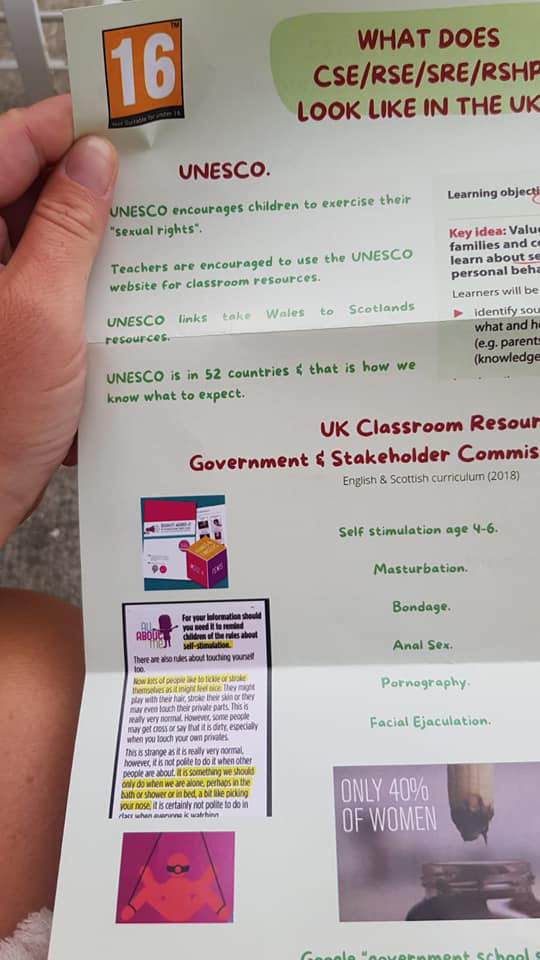 16
TM
WHAT DOES
CSE/RSE/SRE/RSHP
LOOK LIKE IN THE UK
UNESCO.
UNESCO encourages children to exercise their
"sexual rights".
Teachers are encouraged to use the UNESCO
website for classroom resources.
UNESCO links take Wales to Scotlands
resources.
UNESCO is in 52 countries & that is how we
know what to expect.
Learning objecti
Key idea: Valu
families and c
learn about se
personal beha
Learners will be
► identify sou
what and h
(e.g. parent
(knowledge
UK Classroom Resour
Government & Stakeholder Commis
English & Scottish curriculum (2018)
Self stimulation age 4-6.
Masturbation.
Bondage.
Anal Sex.
Pornography.
Facial Ejaculation.
ALL
ABOUT
me
For your information should
you need it to remind
children of the rules about
self-stimulation.
There are also rules about touching yourself
too.
Now lots of people like to tickle or stroke
themselves as it might feel nice. They might
play with their hair, stroke their skin or they
may even touch their private parts. This is
really very normal. However, some people
may get cross or say that it is dirty, especially
when you touch your own privates.
This is strange as it is really very normal,
however, it is not polite to do it when other
people are about. It is something we should
only do when we are alone, perhaps in the
bath or shower or in bed, a bit like picking
your nose, it is certainly not polite to do in
class when everyone is watching
ONLY 40%
OF WOMEN
Google "government school s